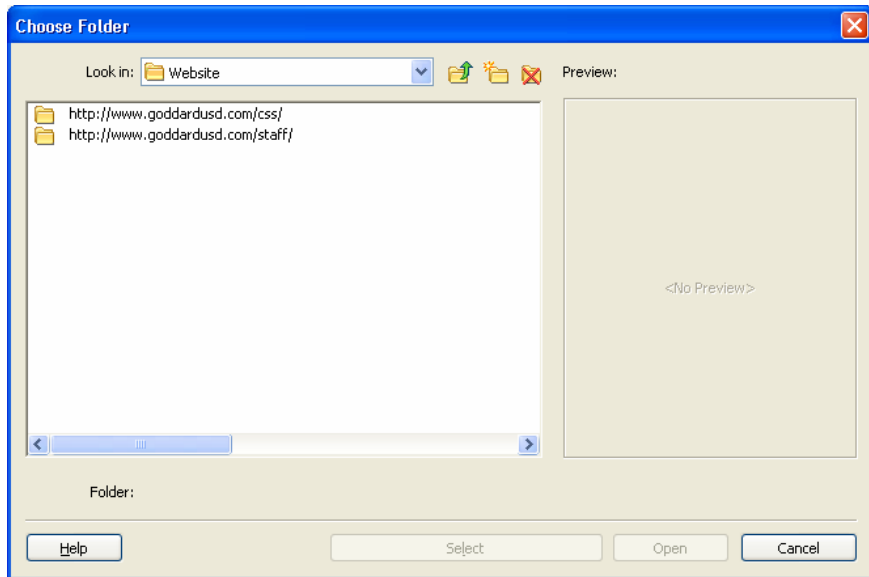 Choose Folder
Look in: Website
Preview:
http://www.goddardusd.com/css/
http://www.goddardusd.com/staff/
<No Preview>
Folder:
Help Select Open Cancel